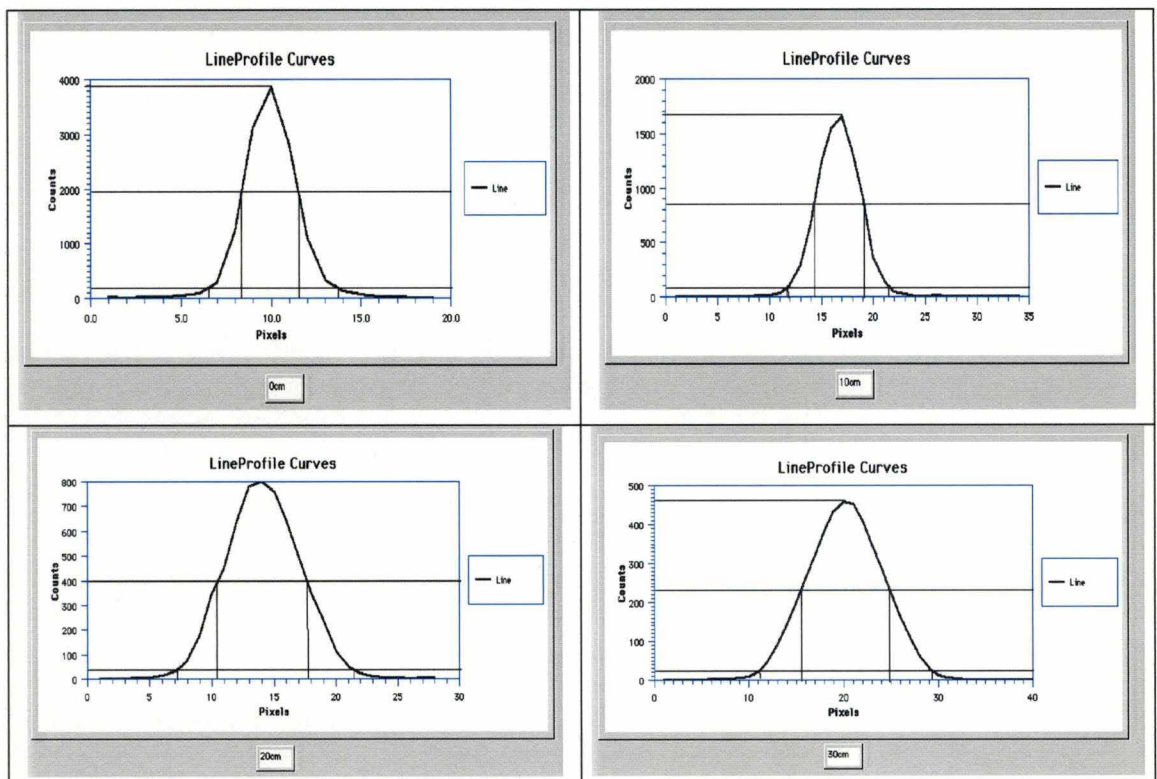 LineProfile Curves
4000
3000
2000
1000
0
Counts
0.0 5.0 10.0 15.0 20.0
Pixels
Line
0cm
LineProfile Curves
2000
1500
1000
500
0
Counts
0 5 10 15 20 25 30 35
Pixels
Line
10cm
LineProfile Curves
800
700
600
500
400
300
200
100
0
Counts
0 5 10 15 20 25 30
Pixels
Line
20cm
LineProfile Curves
500
400
300
200
100
0
Counts
0 10 20 30 40
Pixels
Line
30cm